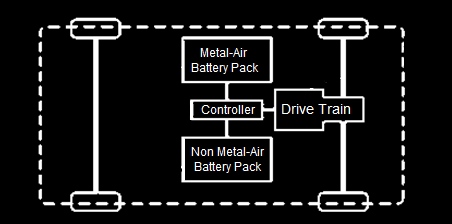 Metal-Air
Battery Pack
Controller
Drive Train
Non Metal-Air
Battery Pack